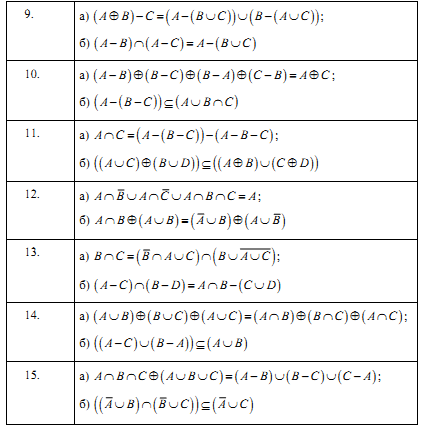 9.
а) (A⊕B)−C=(A−(B∪C))∪(B−(A∪C));
б) (A−B)∩(A−C)=A−(B∪C)
10.
а) (A−B)⊕(B−C)⊕(B−A)⊕(C−B)=A⊕C;
б) (A−(B−C))⊆(A∪B∩C)
11.
а) A∩C=(A−(B−C))−(A−B−C);
б) ((A∪C)⊕(B∪D))⊆((A⊕B)∪(C⊕D))
12.
а) A∩B̅∪A∩C̅∪A∩B∩C=A;
б) A∩B⊕(A∪B)=(A̅∪B)⊕(A∪B̅)
13.
а) B∩C=(B̅∩A∪C)∩(B∪A̅∪̅C̅);
б) (A−C)∩(B−D)=A∩B−(C∪D)
14.
а) (A∪B)⊕(B∪C)⊕(A∪C)=(A∩B)⊕(B∩C)⊕(A∩C);
б) ((A−C)∪(B−A))⊆(A∪B)
15.
а) A∩B∩C⊕(A∪B∪C)=(A−B)∪(B−C)∪(C−A);
б) ((A̅∪B)∩(B̅∪C))⊆(A̅∪C)